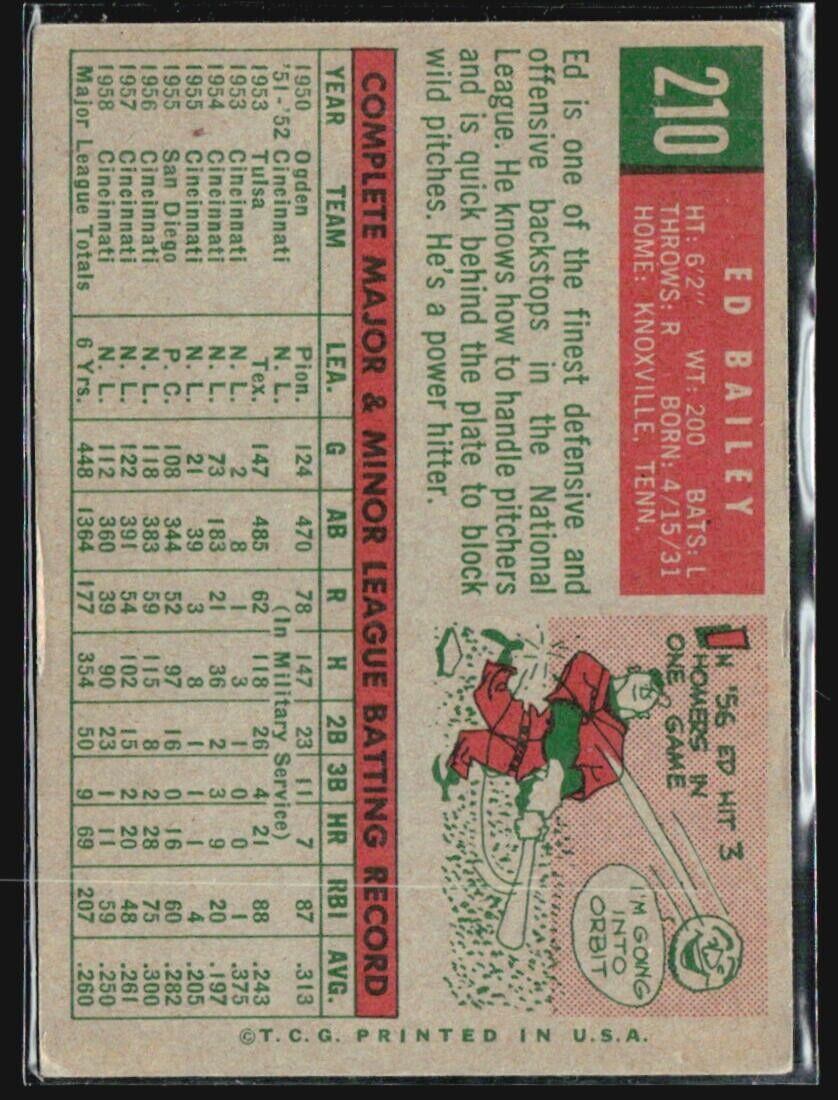 210
ED BAILEY
HT: 6'2" WT: 200 BATS: L
THROWS: R BORN: 4/15/31
HOME: KNOXVILLE, TENN.
Ed is one of the finest defensive and
offensive backstops in the National
League. He knows how to handle pitchers
and is quick behind the plate to block
wild pitches. He's a power hitter.
IN '56 ED HIT 3
HOMERS IN
ONE GAME
I'M GOING
INTO
ORBIT
COMPLETE MAJOR & MINOR LEAGUE BATTING RECORD
YEAR TEAM LEA. G AB R H 2B 3B HR RBI AVG.
1950 Ogden Pion. 124 470 78 147 23 11 7 87 .313
'51-'52 Cincinnati N. L. (In Military Service)
1953 Tulsa Tex. 147 485 62 118 26 4 21 88 .243
1953 Cincinnati N. L. 2 8 1 3 1 0 0 1 .375
1954 Cincinnati N. L. 73 183 21 36 2 3 9 20 .197
1955 Cincinnati N. L. 21 39 3 8 1 1 1 4 .205
1955 San Diego P. C. 108 344 52 97 16 0 16 60 .282
1956 Cincinnati N. L. 118 383 59 115 8 2 28 75 .300
1957 Cincinnati N. L. 122 391 54 102 15 2 20 48 .261
1958 Cincinnati N. L. 112 360 39 90 23 1 11 59 .250
Major League Totals 6 Yrs. 448 1364 177 354 50 9 69 207 .260
©T.C.G. PRINTED IN U.S.A.